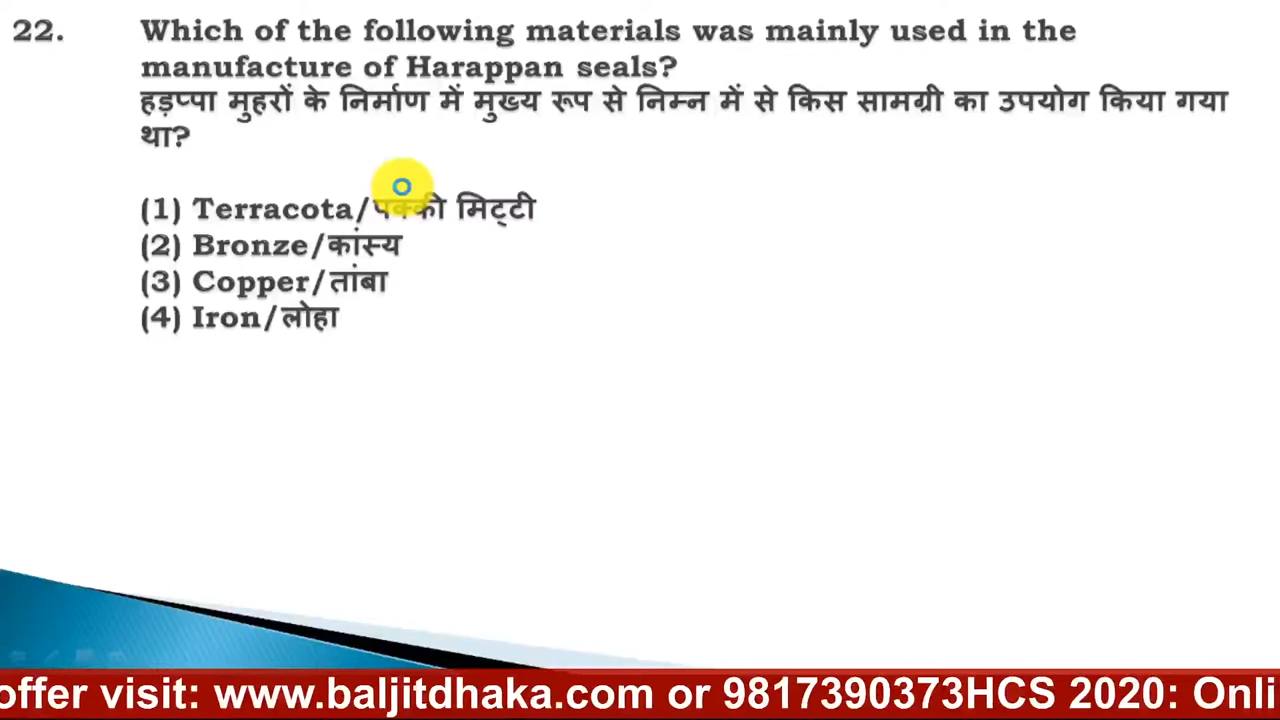 22. Which of the following materials was mainly used in the
manufacture of Harappan seals?
हड़प्पा मुहरों के निर्माण में मुख्य रूप से निम्न में से किस सामग्री का उपयोग किया गया
था?
(1) Terracota/पक्की मिट्टी
(2) Bronze/कांस्य
(3) Copper/तांबा
(4) Iron/लोहा
offer visit: www.baljitdhaka.com or 9817390373HCS 2020: Onli